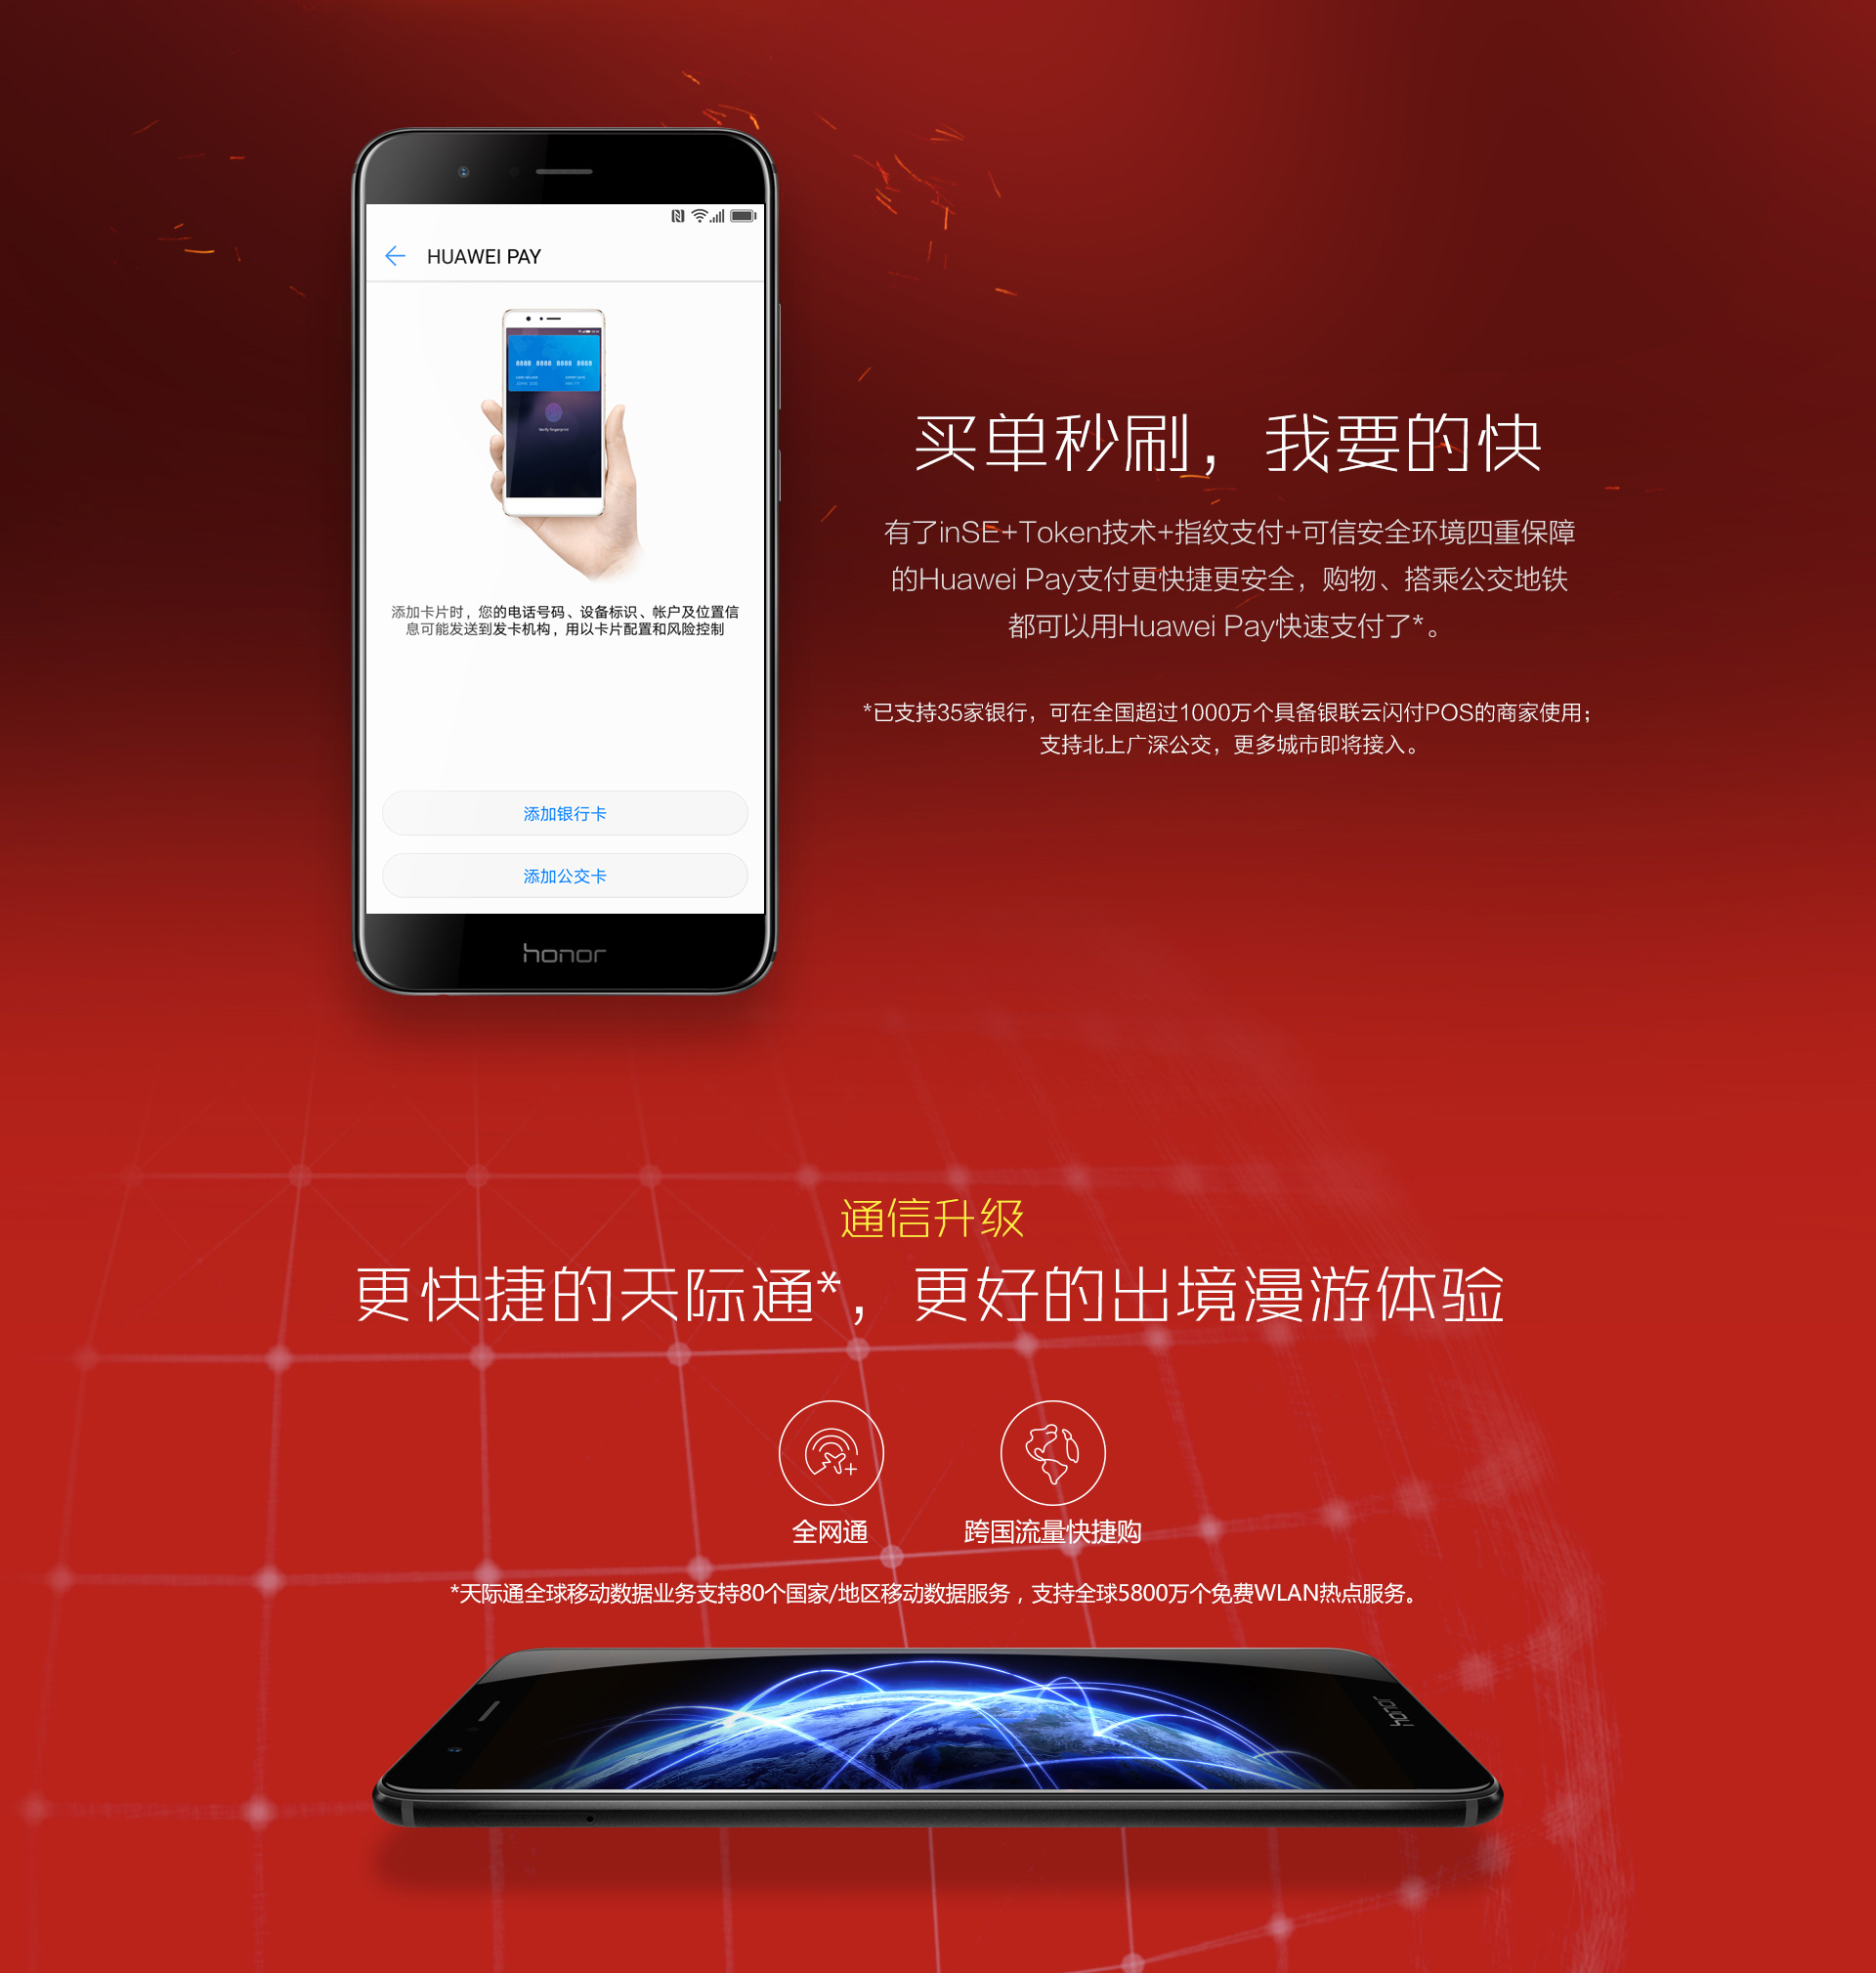 HUAWEI PAY
8888 8888 8888 8888
Verify fingerprint
添加卡片时，您的电话号码、设备标识、帐户及位置信
息可能发送到发卡机构，用以卡片配置和风险控制
添加银行卡
添加公交卡
honor
买单秒刷，我要的快
有了inSE+Token技术+指纹支付+可信安全环境四重保障
的Huawei Pay支付更快捷更安全，购物、搭乘公交地铁
都可以用Huawei Pay快速支付了*。
*已支持35家银行，可在全国超过1000万个具备银联云闪付POS的商家使用；
支持北上广深公交，更多城市即将接入。
通信升级
更快捷的天际通*，更好的出境漫游体验
全网通
跨国流量快捷购
*天际通全球移动数据业务支持80个国家/地区移动数据服务，支持全球5800万个免费WLAN热点服务。
honor